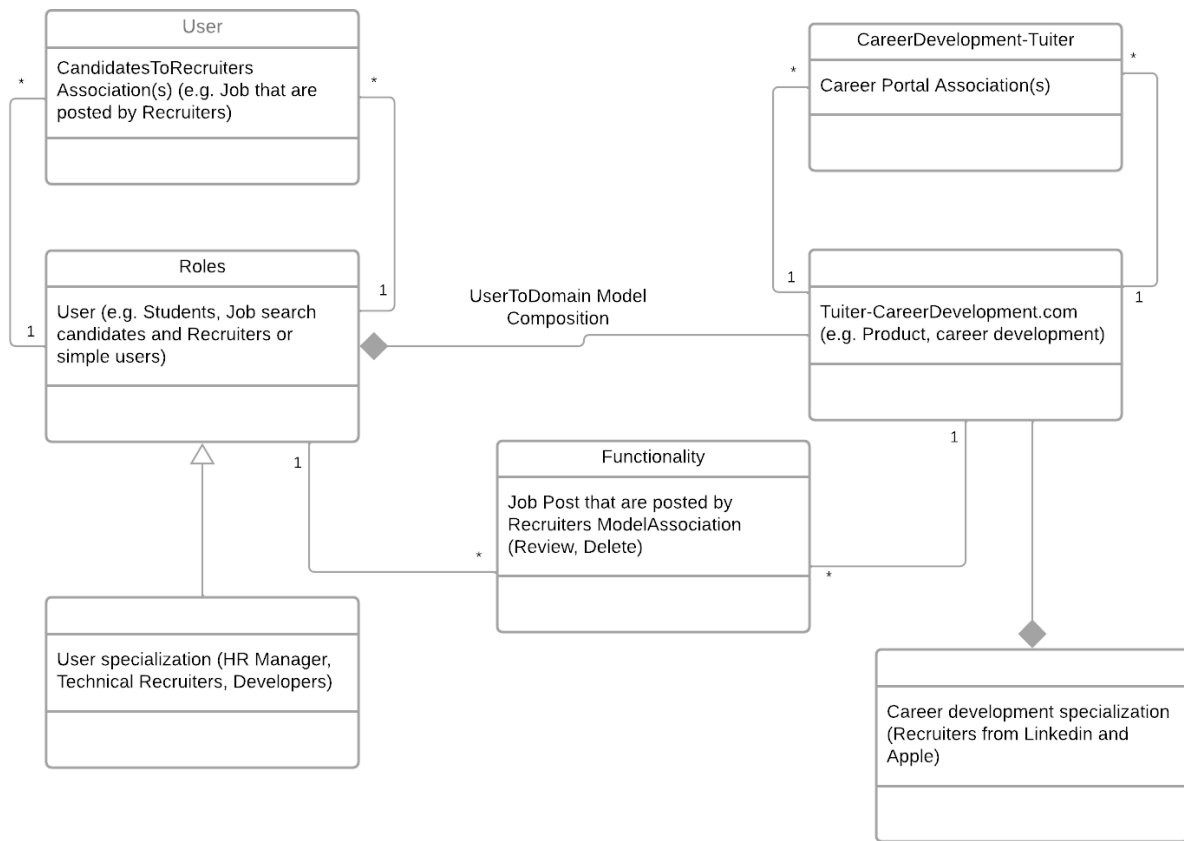 User
CandidatesToRecruiters
Association(s) (e.g. Job that are
posted by Recruiters)
*
*
1
1
Roles
User (e.g. Students, Job search
candidates and Recruiters or
simple users)
UserToDomain Model
Composition
CareerDevelopment-Tuiter
Career Portal Association(s)
*
*
1
1
Tuiter-CareerDevelopment.com
(e.g. Product, career development)
1
*
Functionality
Job Post that are posted by
Recruiters ModelAssociation
(Review, Delete)
1
*
User specialization (HR Manager,
Technical Recruiters, Developers)
Career development specialization
(Recruiters from Linkedin and
Apple)